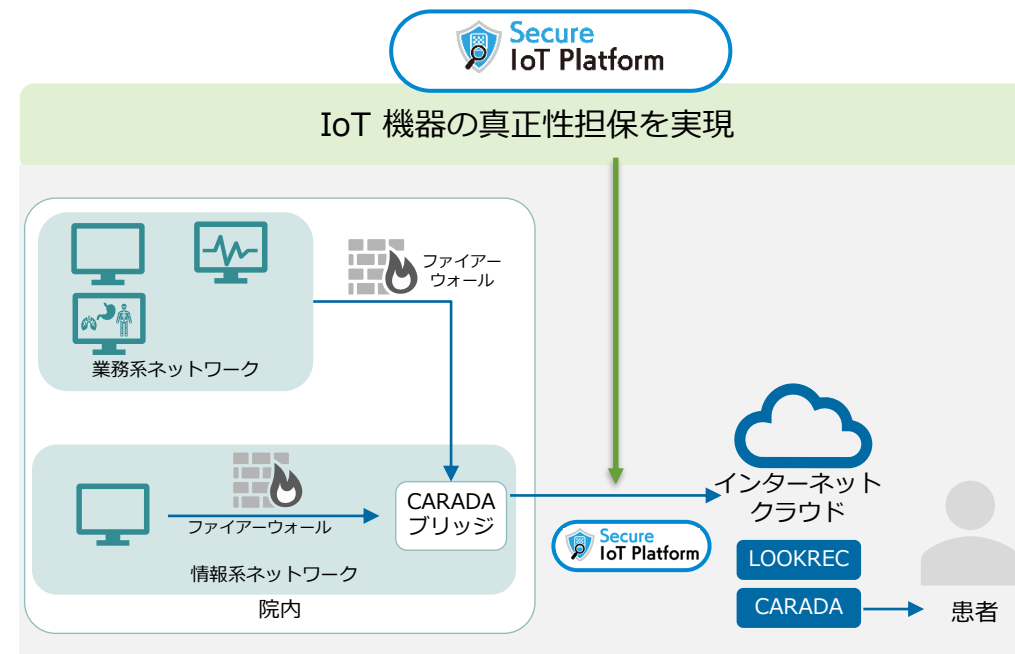 Secure
IoT Platform
IoT 機器の真正性担保を実現
ファイアー
ウォール
業務系ネットワーク
ファイアーウォール
CARADA
ブリッジ
情報系ネットワーク
院内
Secure
IoT Platform
インターネット
クラウド
LOOKREC
CARADA
患者